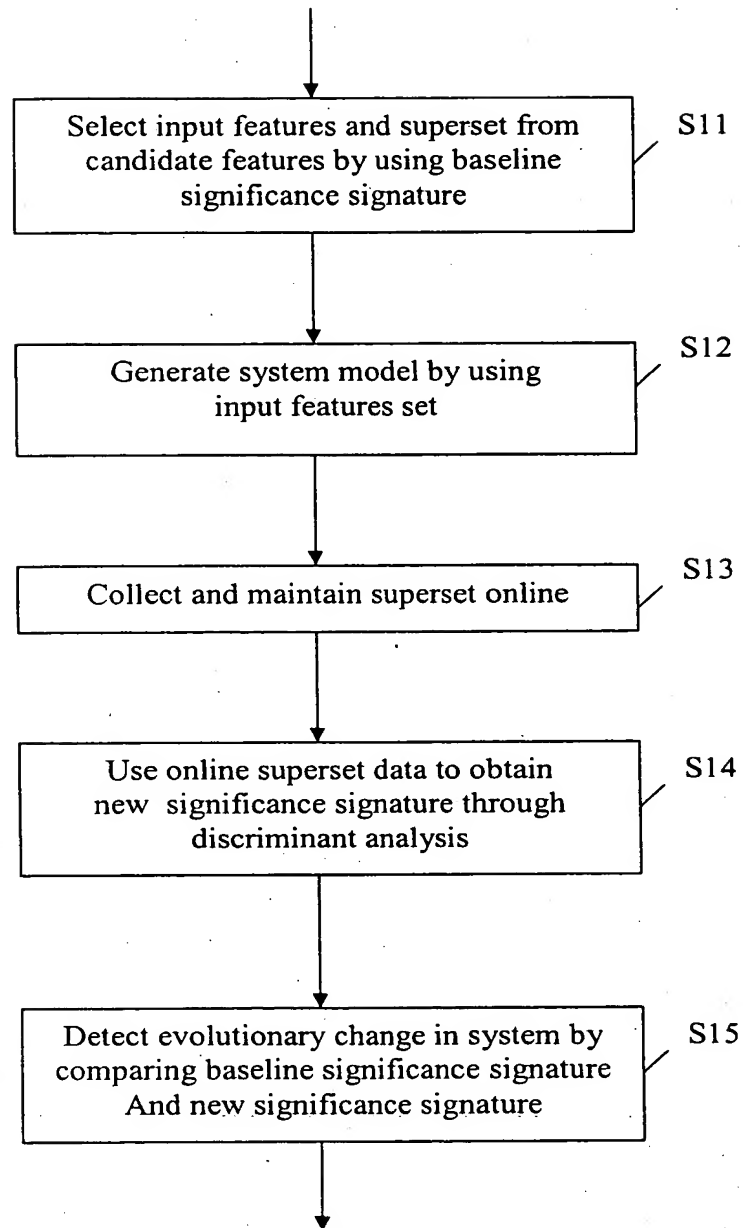 Select input features and superset from
candidate features by using baseline
significance signature
S11
Generate system model by using
input features set
S12
Collect and maintain superset online
S13
Use online superset data to obtain
new significance signature through
discriminant analysis
S14
Detect evolutionary change in system by
comparing baseline significance signature
And new significance signature
S15